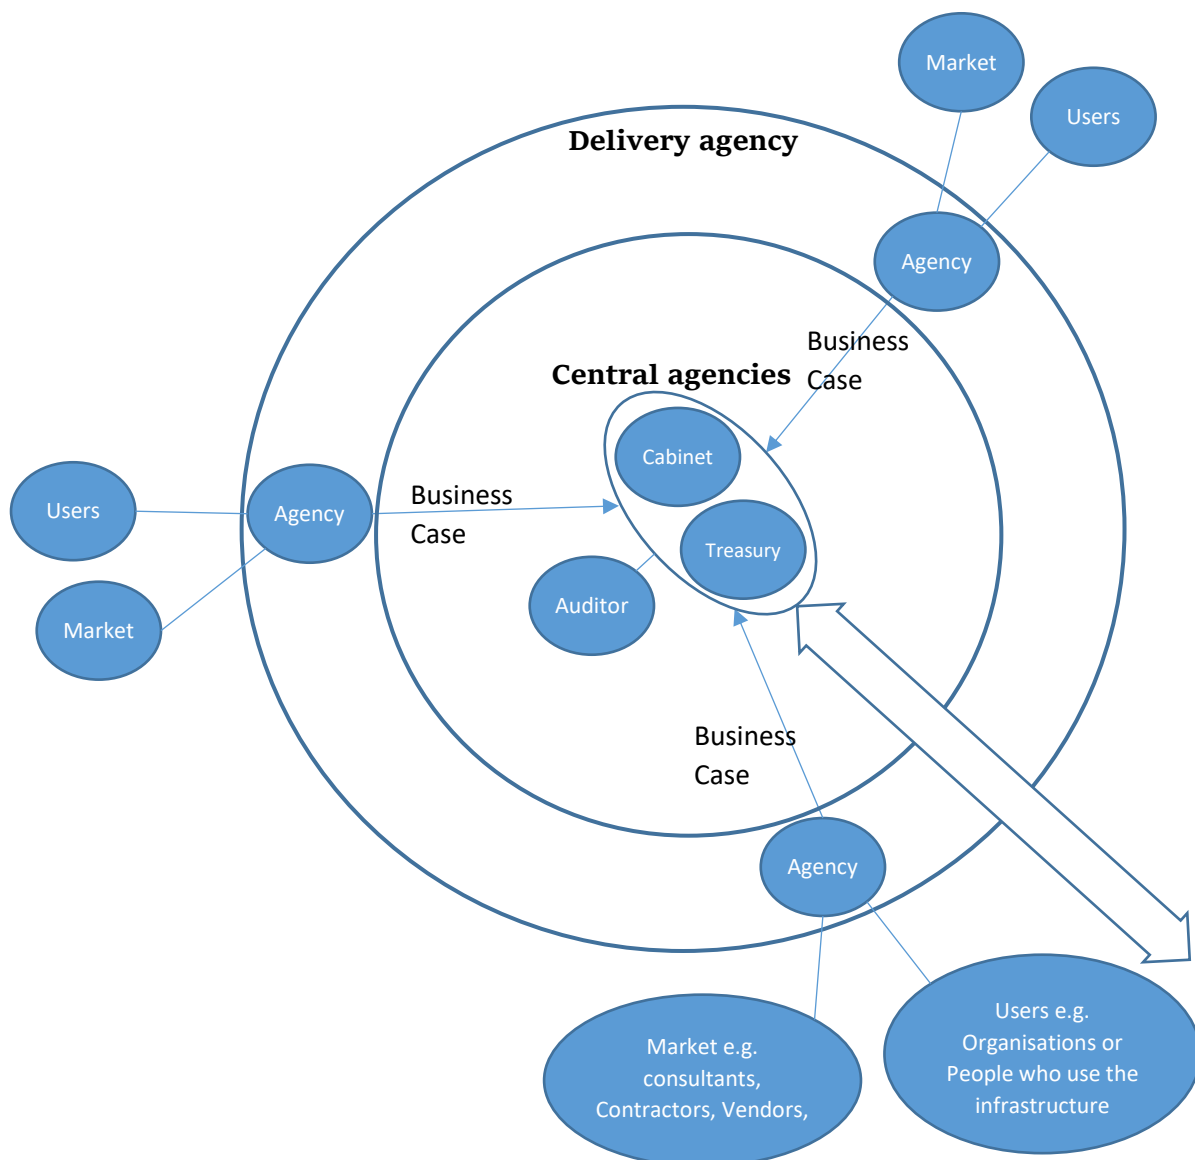 Market
Users
Delivery agency
Agency
Business
Case
Central agencies
Cabinet
Users
Agency
Business
Case
Treasury
Auditor
Market
Business
Case
Agency
Users e.g.
Organisations or
People who use the
infrastructure
Market e.g.
consultants,
Contractors, Vendors,